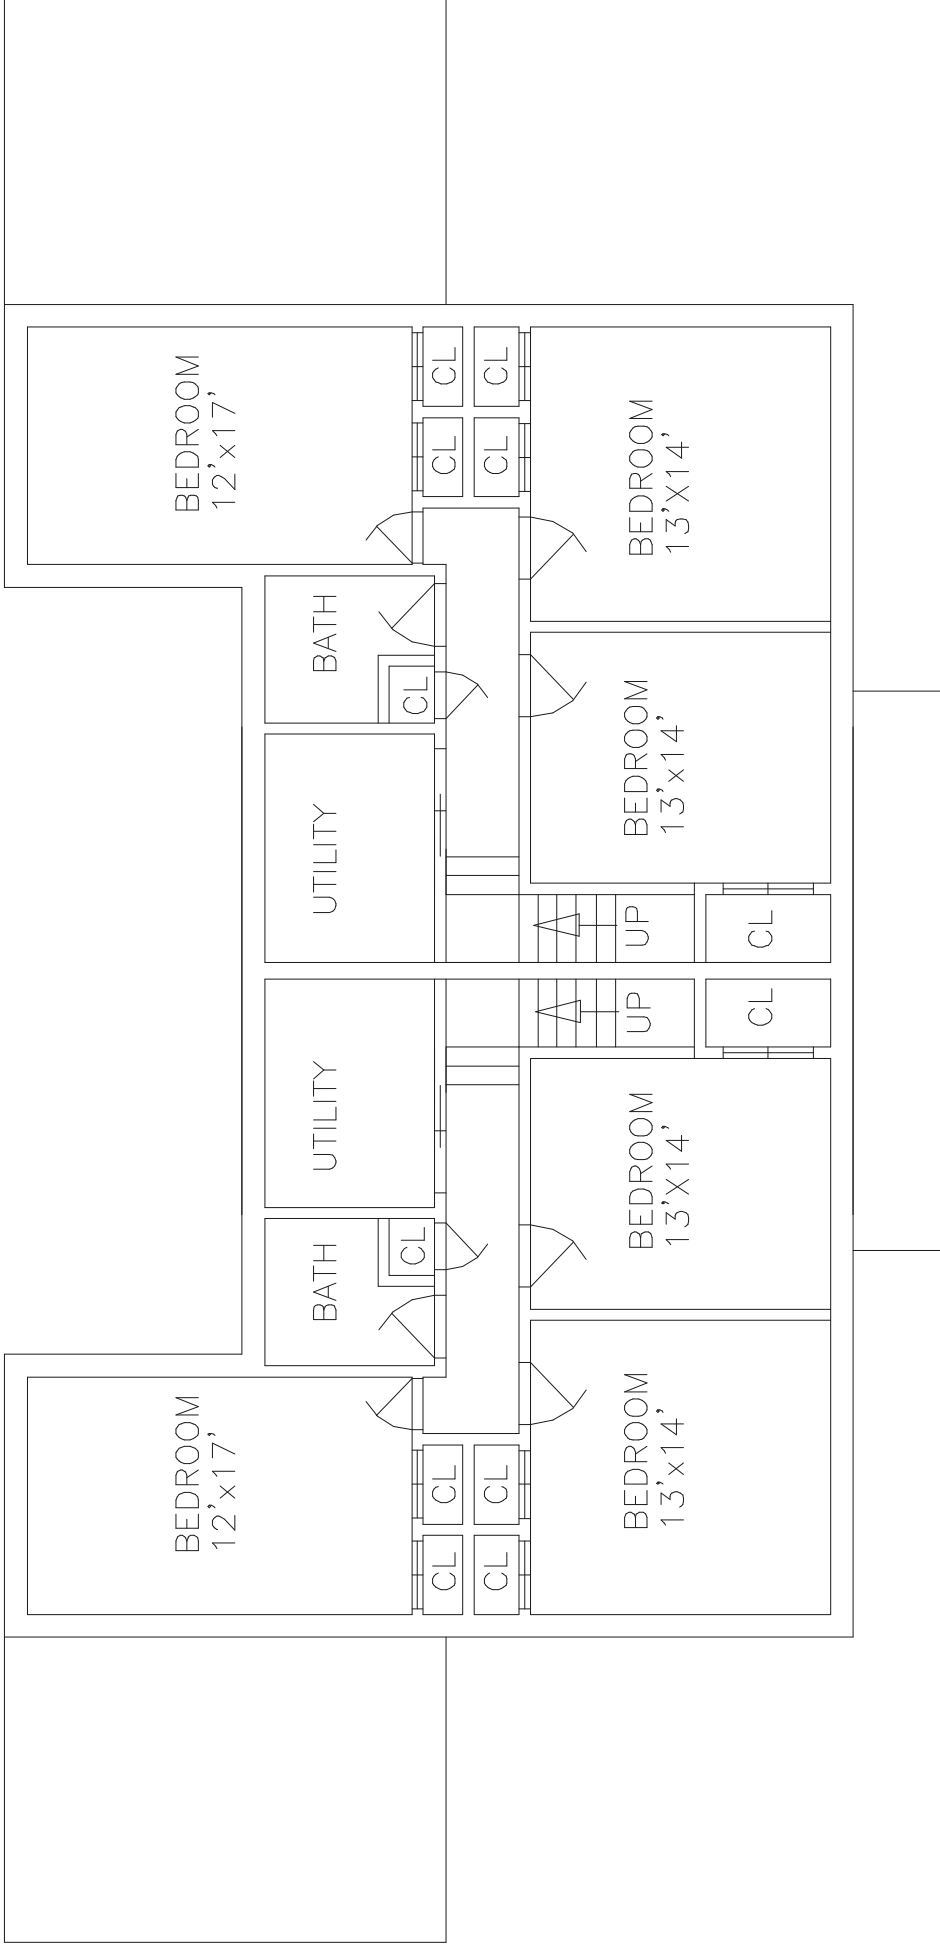 BEDROOM
12'x17'
BEDROOM
12'x17'
BATH
UTILITY
UTILITY
BATH
CL
CL
CL
CL
CL
CL
CL
CL
CL
CL
BEDROOM
13'x14'
BEDROOM
13'X14'
UP
UP
BEDROOM
13'x14'
BEDROOM
13'X14'
CL
CL